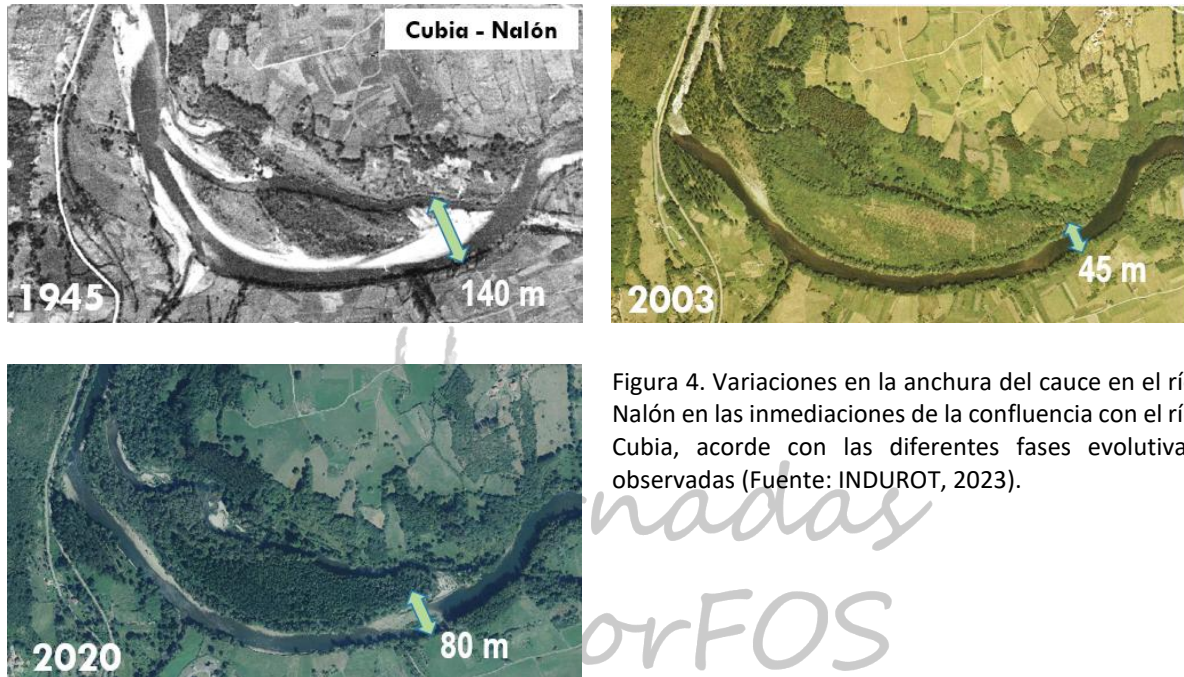 Cubia - Nalón
1945
140 m
2003
45 m
2020
80 m
Figura 4. Variaciones en la anchura del cauce en el rí
Nalón en las inmediaciones de la confluencia con el rí
Cubia, acorde con las diferentes fases evolutiva
observadas (Fuente: INDUROT, 2023).
nadas
orFOS